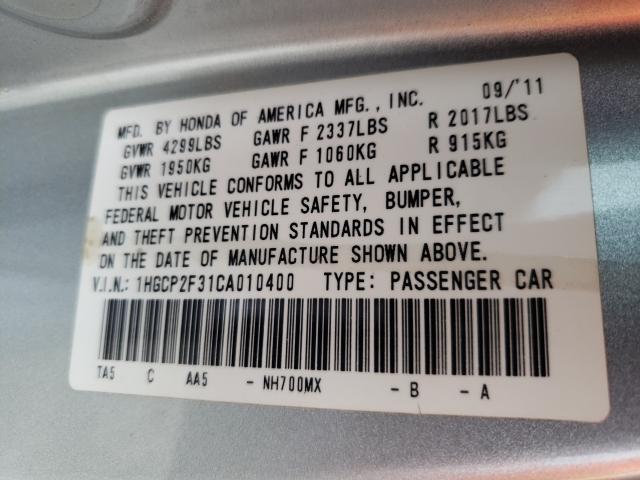 MFD. BY HONDA OF AMERICA MFG., INC. 09/'11
GVWR 4299LBS GAWR F 2337LBS R 2017LBS
GVWR 1950KG GAWR F 1060KG R 915KG
THIS VEHICLE CONFORMS TO ALL APPLICABLE
FEDERAL MOTOR VEHICLE SAFETY, BUMPER,
AND THEFT PREVENTION STANDARDS IN EFFECT
ON THE DATE OF MANUFACTURE SHOWN ABOVE.
V.I.N.: 1HGCP2F31CA010400 TYPE: PASSENGER CAR
TA5 C AA5 - NH700MX - B - A